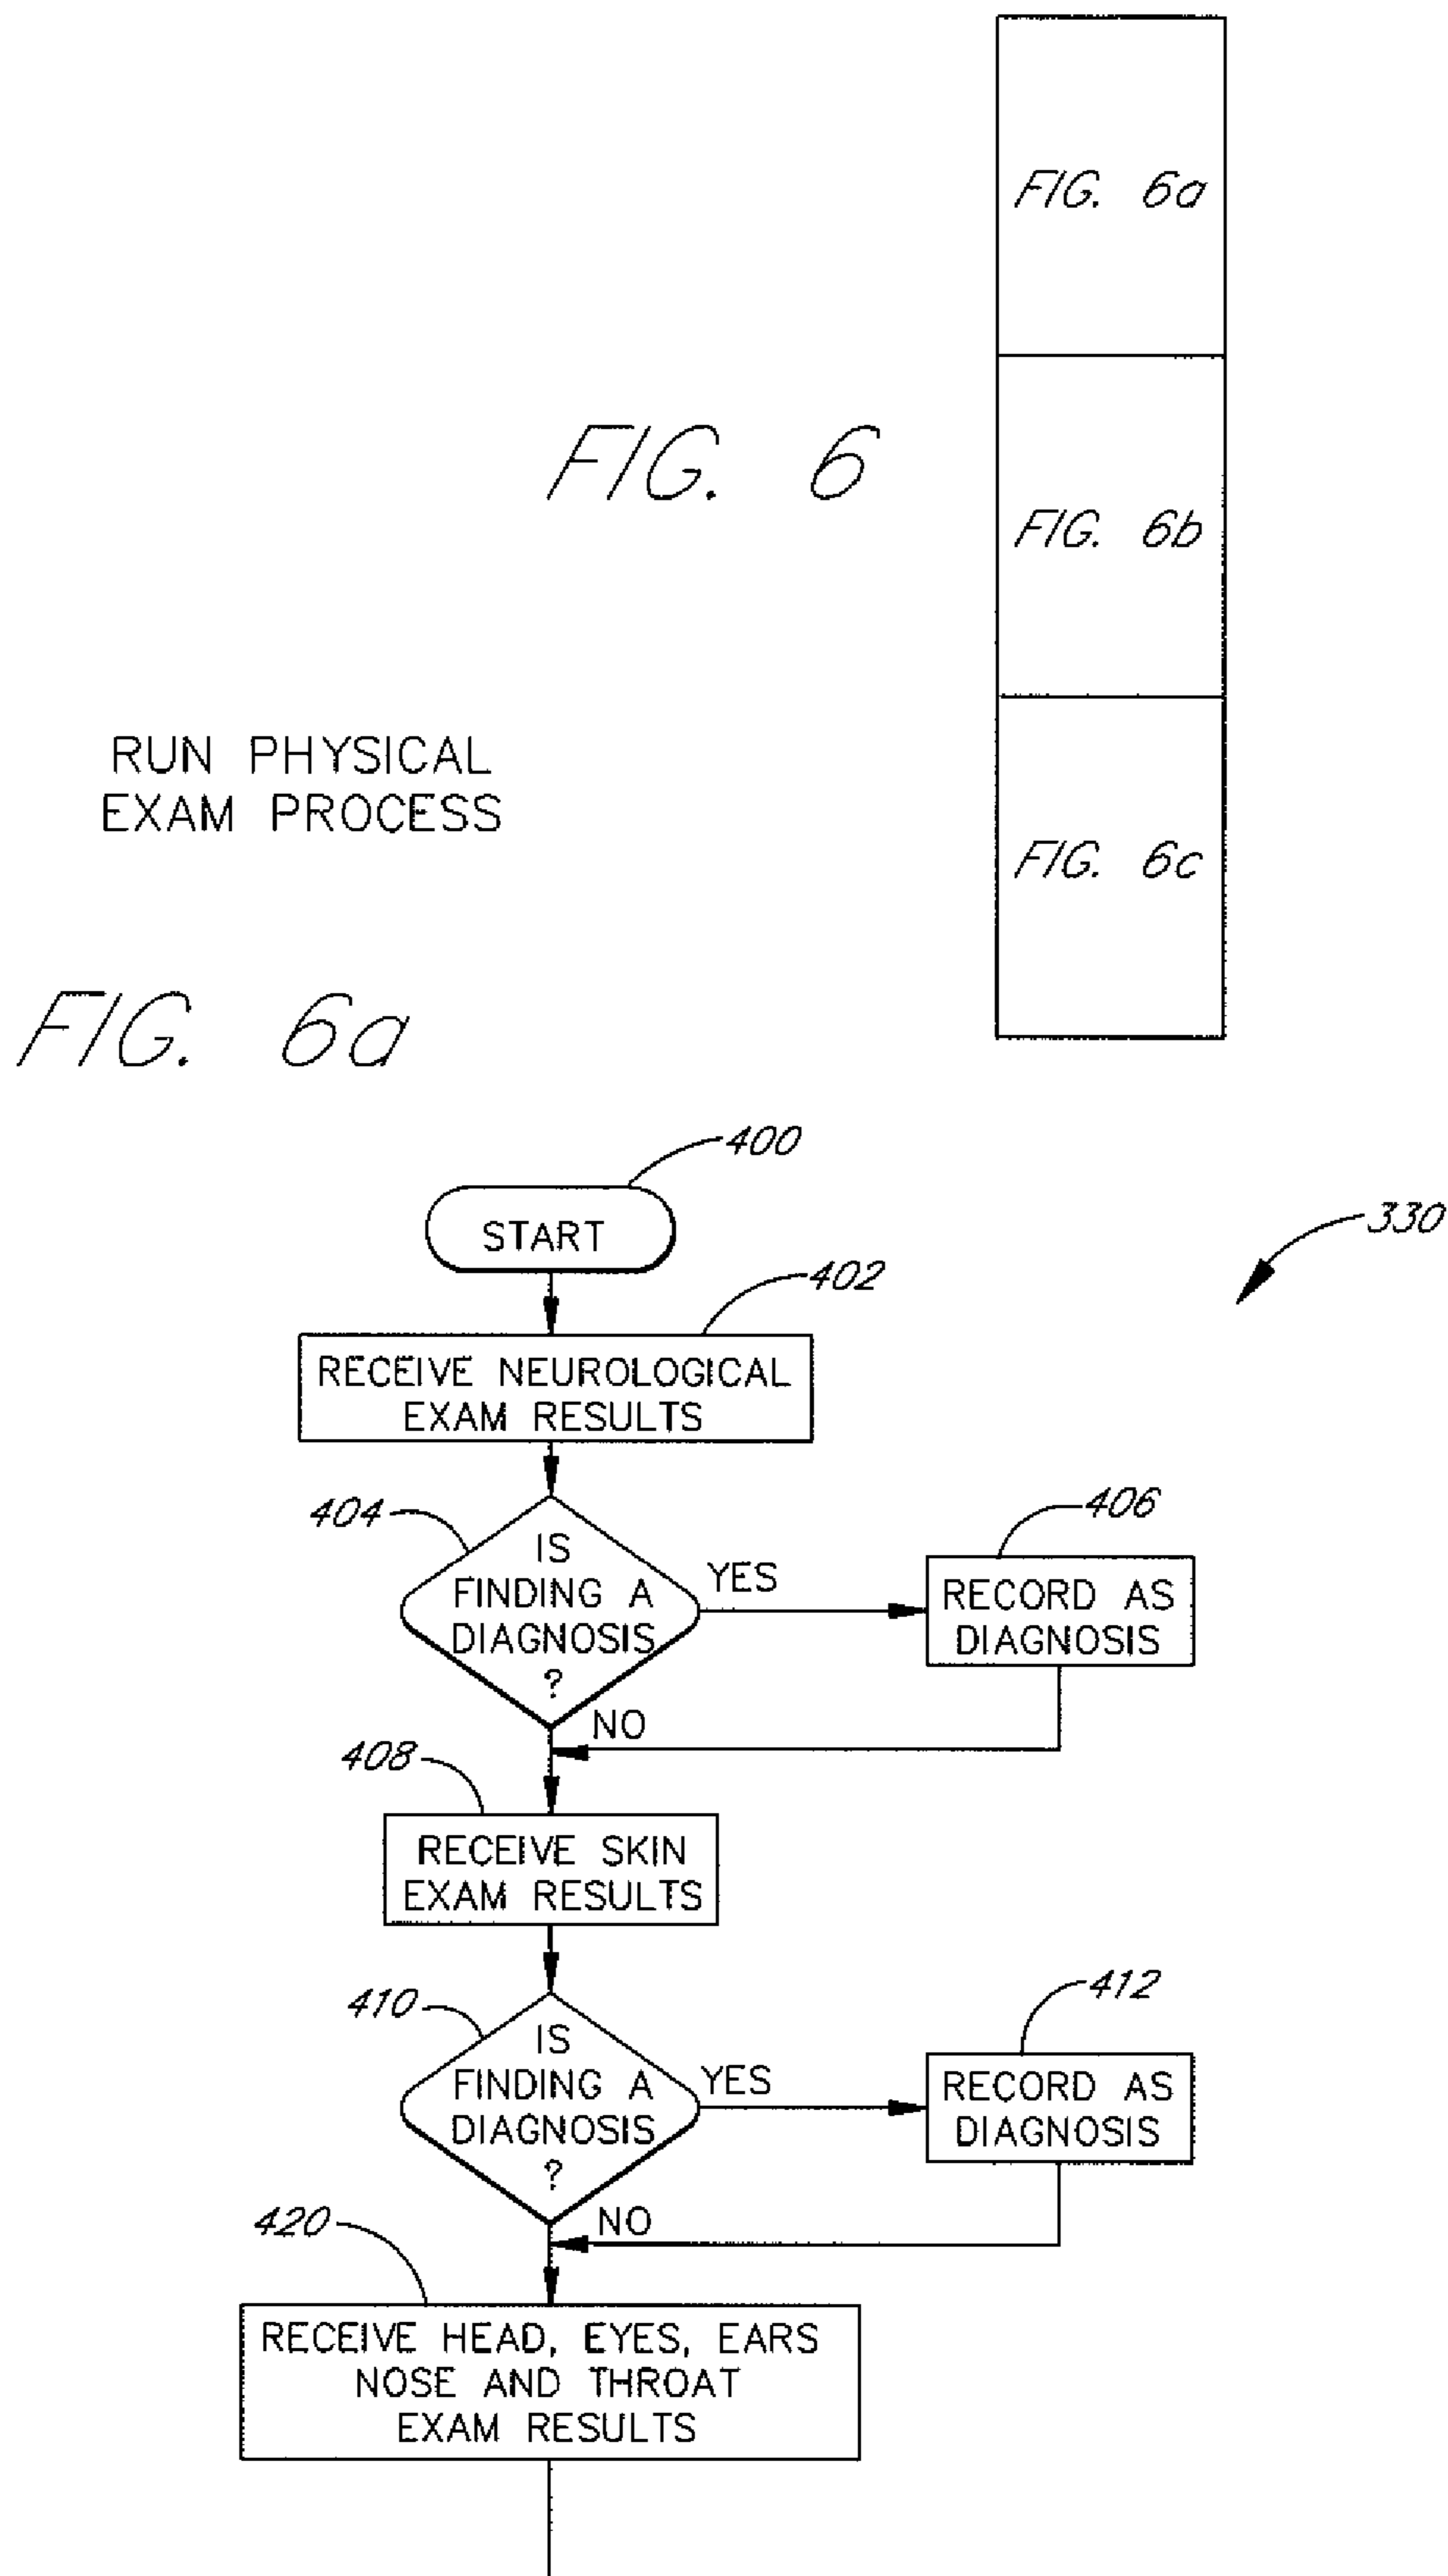 FIG. 6a
FIG. 6
FIG. 6b
RUN PHYSICAL
EXAM PROCESS
FIG. 6c
FIG. 6a
400
START
330
402
RECEIVE NEUROLOGICAL
EXAM RESULTS
404
IS
FINDING A
DIAGNOSIS
?
YES
406
RECORD AS
DIAGNOSIS
NO
408
RECEIVE SKIN
EXAM RESULTS
410
IS
FINDING A
DIAGNOSIS
?
YES
412
RECORD AS
DIAGNOSIS
NO
420
RECEIVE HEAD, EYES, EARS
NOSE AND THROAT
EXAM RESULTS